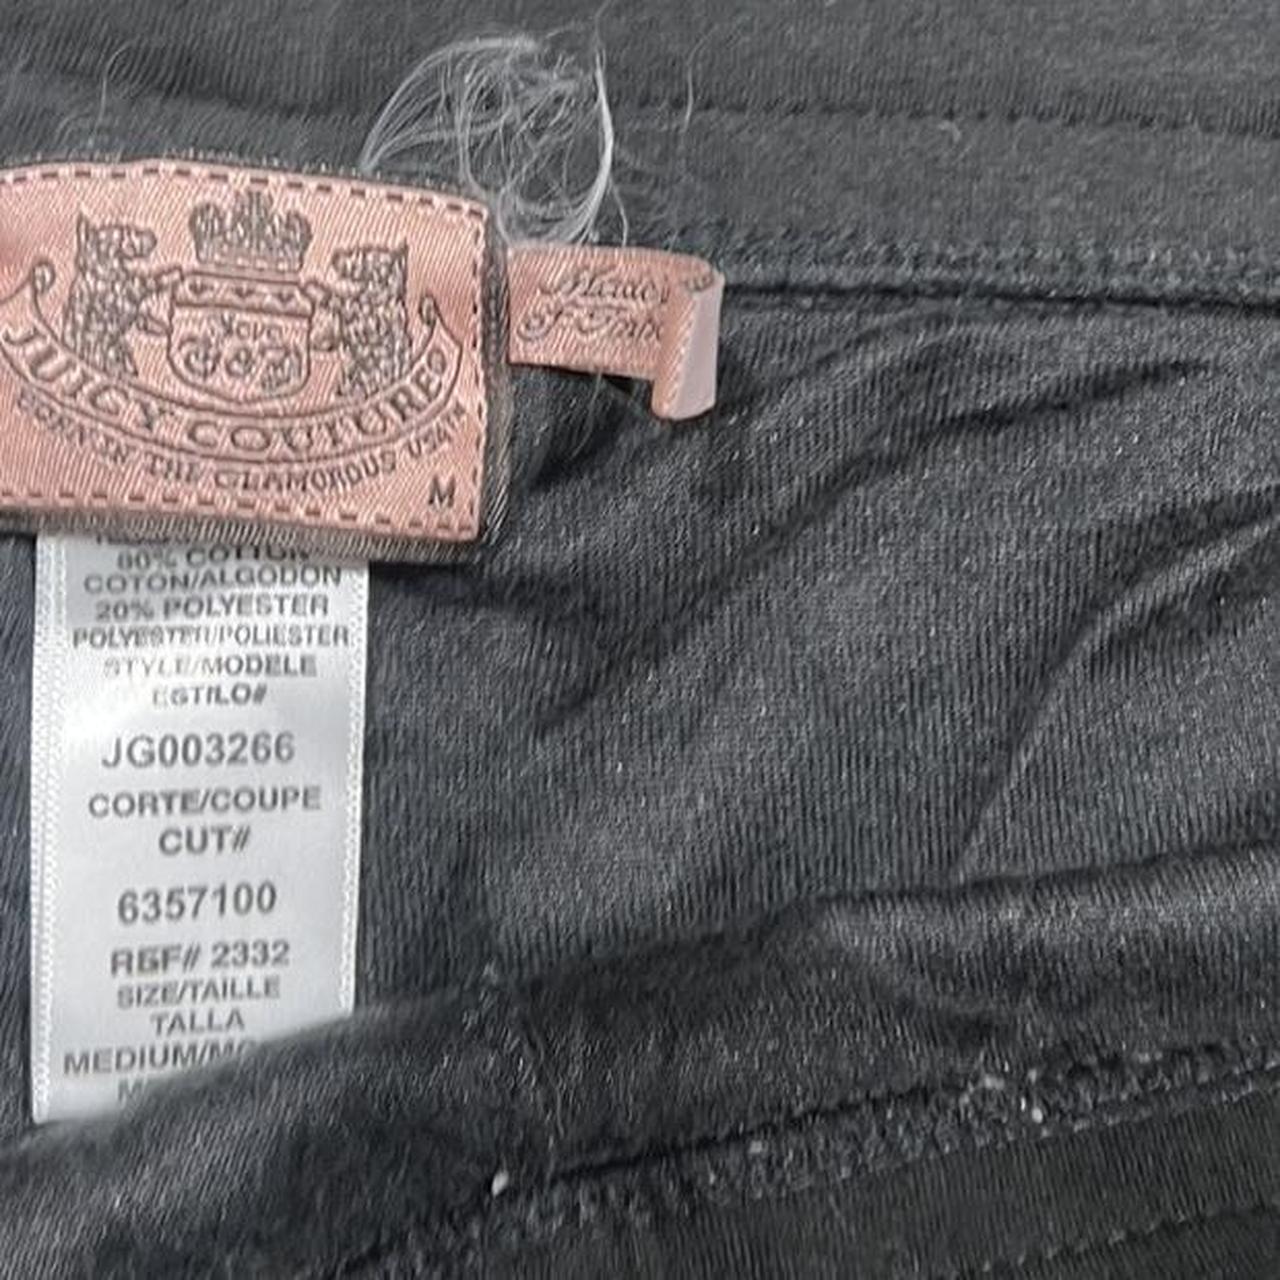 JUICY COUTURE
IN THE GLAMOROUS USA
M
Made
80% COTTON
COTON/ALGODON
20% POLYESTER
POLYESTER/POLIESTER
STYLE/MODELE
ESTILO#
JG003266
CORTE/COUPE
CUT#
6357100
REF# 2332
SIZE/TAILLE
TALLA